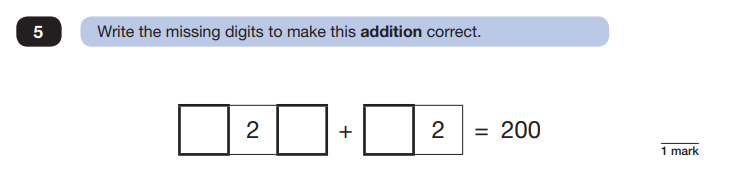 5 Write the missing digits to make this addition correct.
2 + 2 = 200
1 mark